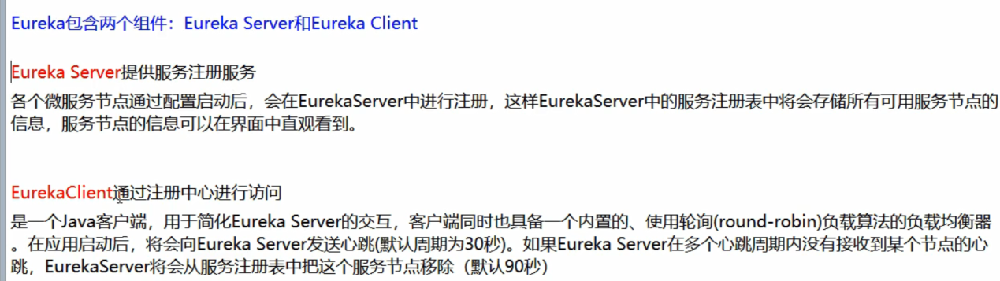 Eureka包含两个组件：Eureka Server和Eureka Client
Eureka Server提供服务注册服务
各个微服务节点通过配置启动后，会在EurekaServer中进行注册，这样EurekaServer中的服务注册表中将会存储所有可用服务节点的
信息，服务节点的信息可以在界面中直观看到。
EurekaClient通过注册中心进行访问
是一个Java客户端，用于简化Eureka Server的交互，客户端同时也具备一个内置的、使用轮询(round-robin)负载算法的负载均衡器
。在应用启动后，将会向Eureka Server发送心跳(默认周期为30秒)。如果Eureka Server在多个心跳周期内没有接收到某个节点的心
跳，EurekaServer将会从服务注册表中把这个服务节点移除（默认90秒）